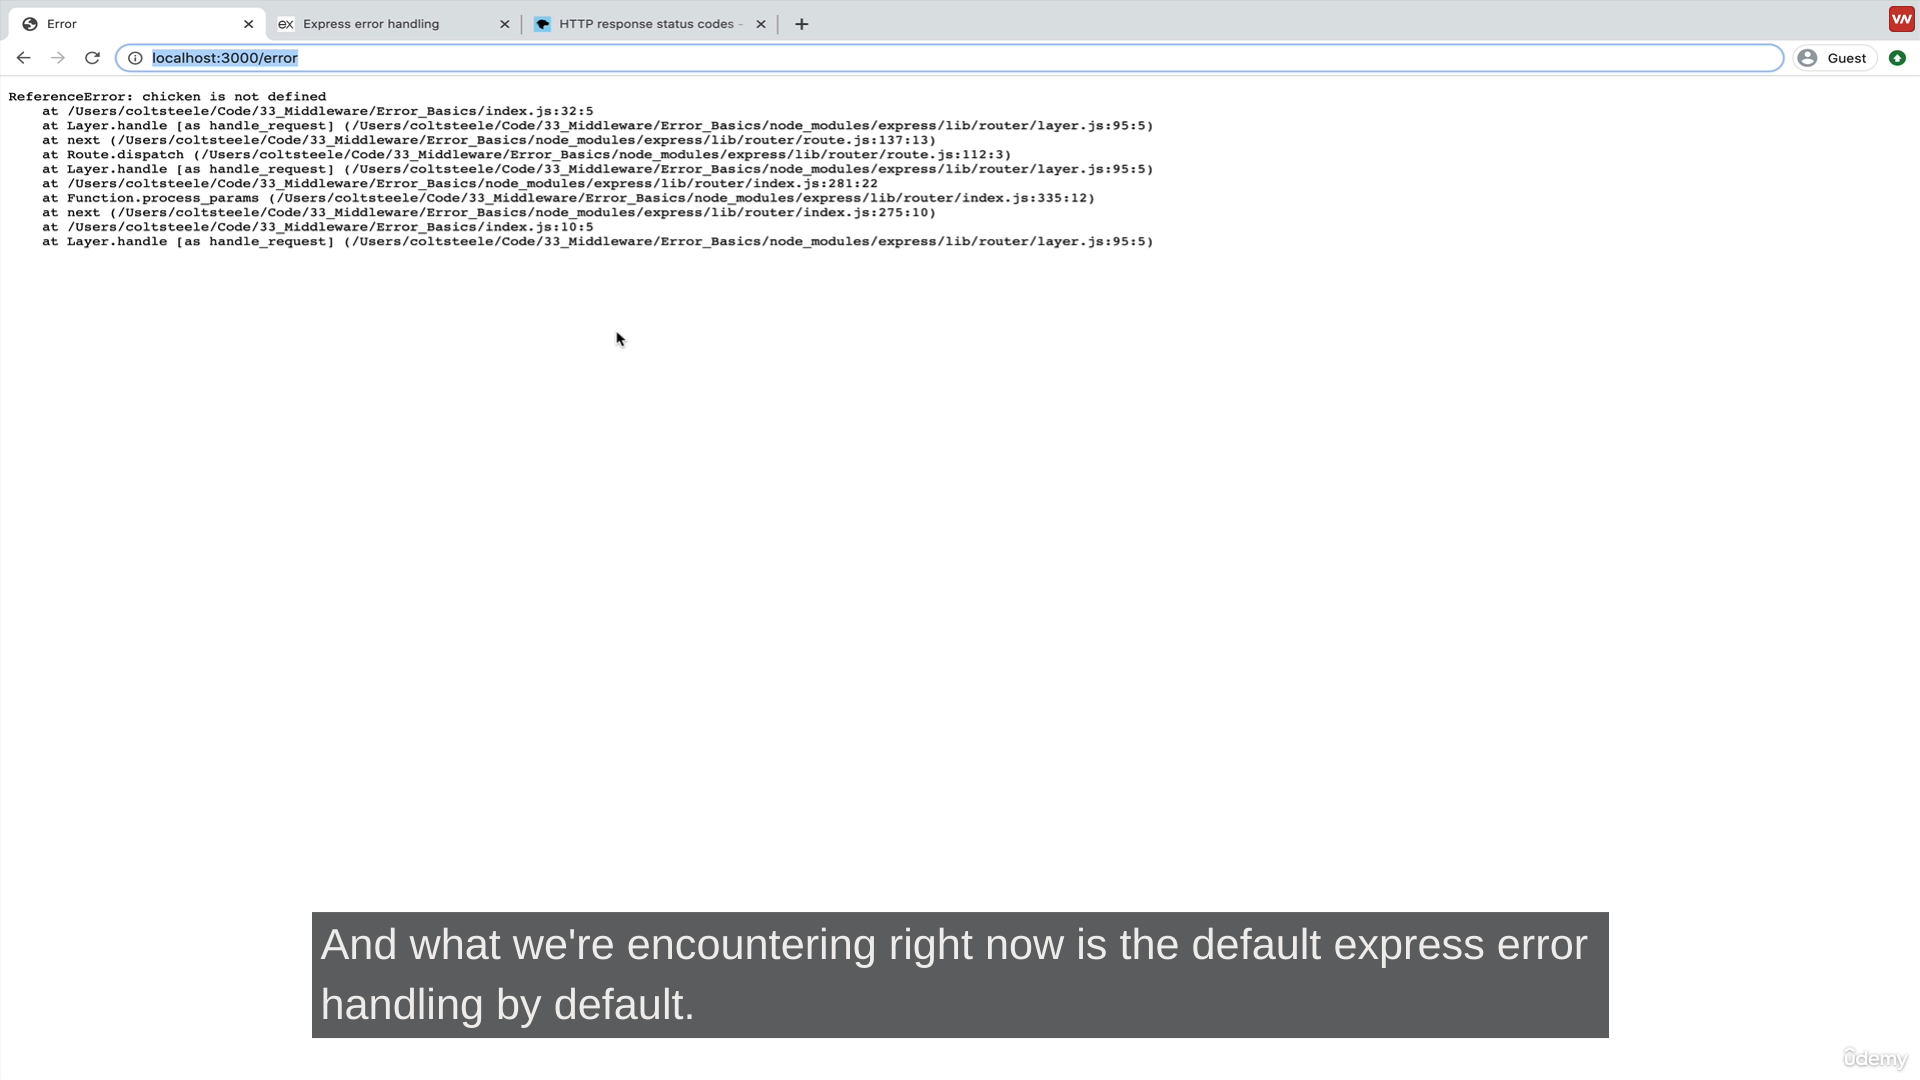 Error
ex Express error handling
HTTP response status codes -
localhost:3000/error
Guest
ReferenceError: chicken is not defined
at /Users/coltsteele/Code/33_Middleware/Error_Basics/index.js:32:5
at Layer.handle [as handle_request] (/Users/coltsteele/Code/33_Middleware/Error_Basics/node_modules/express/lib/router/layer.js:95:5)
at next (/Users/coltsteele/Code/33_Middleware/Error_Basics/node_modules/express/lib/router/route.js:137:13)
at Route.dispatch (/Users/coltsteele/Code/33_Middleware/Error_Basics/node_modules/express/lib/router/route.js:112:3)
at Layer.handle [as handle_request] (/Users/coltsteele/Code/33_Middleware/Error_Basics/node_modules/express/lib/router/layer.js:95:5)
at /Users/coltsteele/Code/33_Middleware/Error_Basics/node_modules/express/lib/router/index.js:281:22
at Function.process_params (/Users/coltsteele/Code/33_Middleware/Error_Basics/node_modules/express/lib/router/index.js:335:12)
at next (/Users/coltsteele/Code/33_Middleware/Error_Basics/node_modules/express/lib/router/index.js:275:10)
at /Users/coltsteele/Code/33_Middleware/Error_Basics/index.js:10:5
at Layer.handle [as handle_request] (/Users/coltsteele/Code/33_Middleware/Error_Basics/node_modules/express/lib/router/layer.js:95:5)
And what we're encountering right now is the default express error
handling by default.
ûdemy